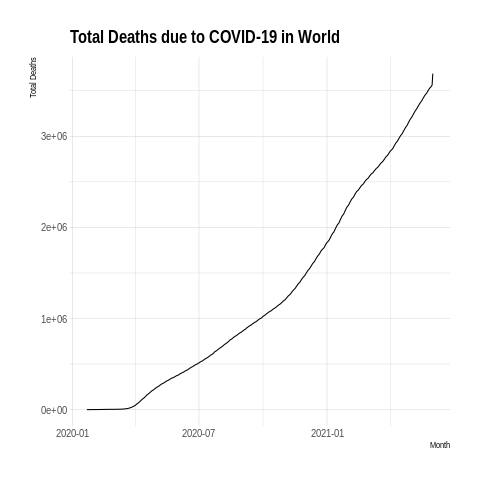 Total Deaths due to COVID-19 in World
Total Deaths
3e+06
2e+06
1e+06
0e+00
2020-01 2020-07 2021-01
Month